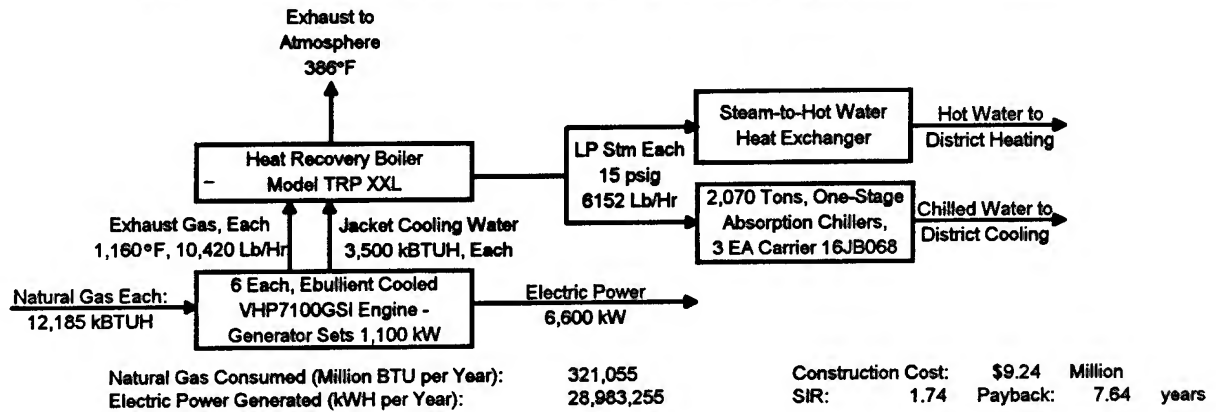 Exhaust to
Atmosphere
386°F
Heat Recovery Boiler
Model TRP XXL
LP Stm Each
15 psig
6152 Lb/Hr
Steam-to-Hot Water
Heat Exchanger
Hot Water to
District Heating
2,070 Tons, One-Stage
Absorption Chillers,
3 EA Carrier 16JB068
Chilled Water to
District Cooling
Exhaust Gas, Each
1,160°F, 10,420 Lb/Hr
Jacket Cooling Water
3,500 kBTUH, Each
Natural Gas Each:
12,185 kBTUH
6 Each, Ebullient Cooled
VHP7100GSI Engine -
Generator Sets 1,100 kW
Electric Power
6,600 kW
Natural Gas Consumed (Million BTU per Year): 321,055
Electric Power Generated (kWH per Year): 28,983,255
Construction Cost: $9.24 Million
SIR: 1.74 Payback: 7.64 years